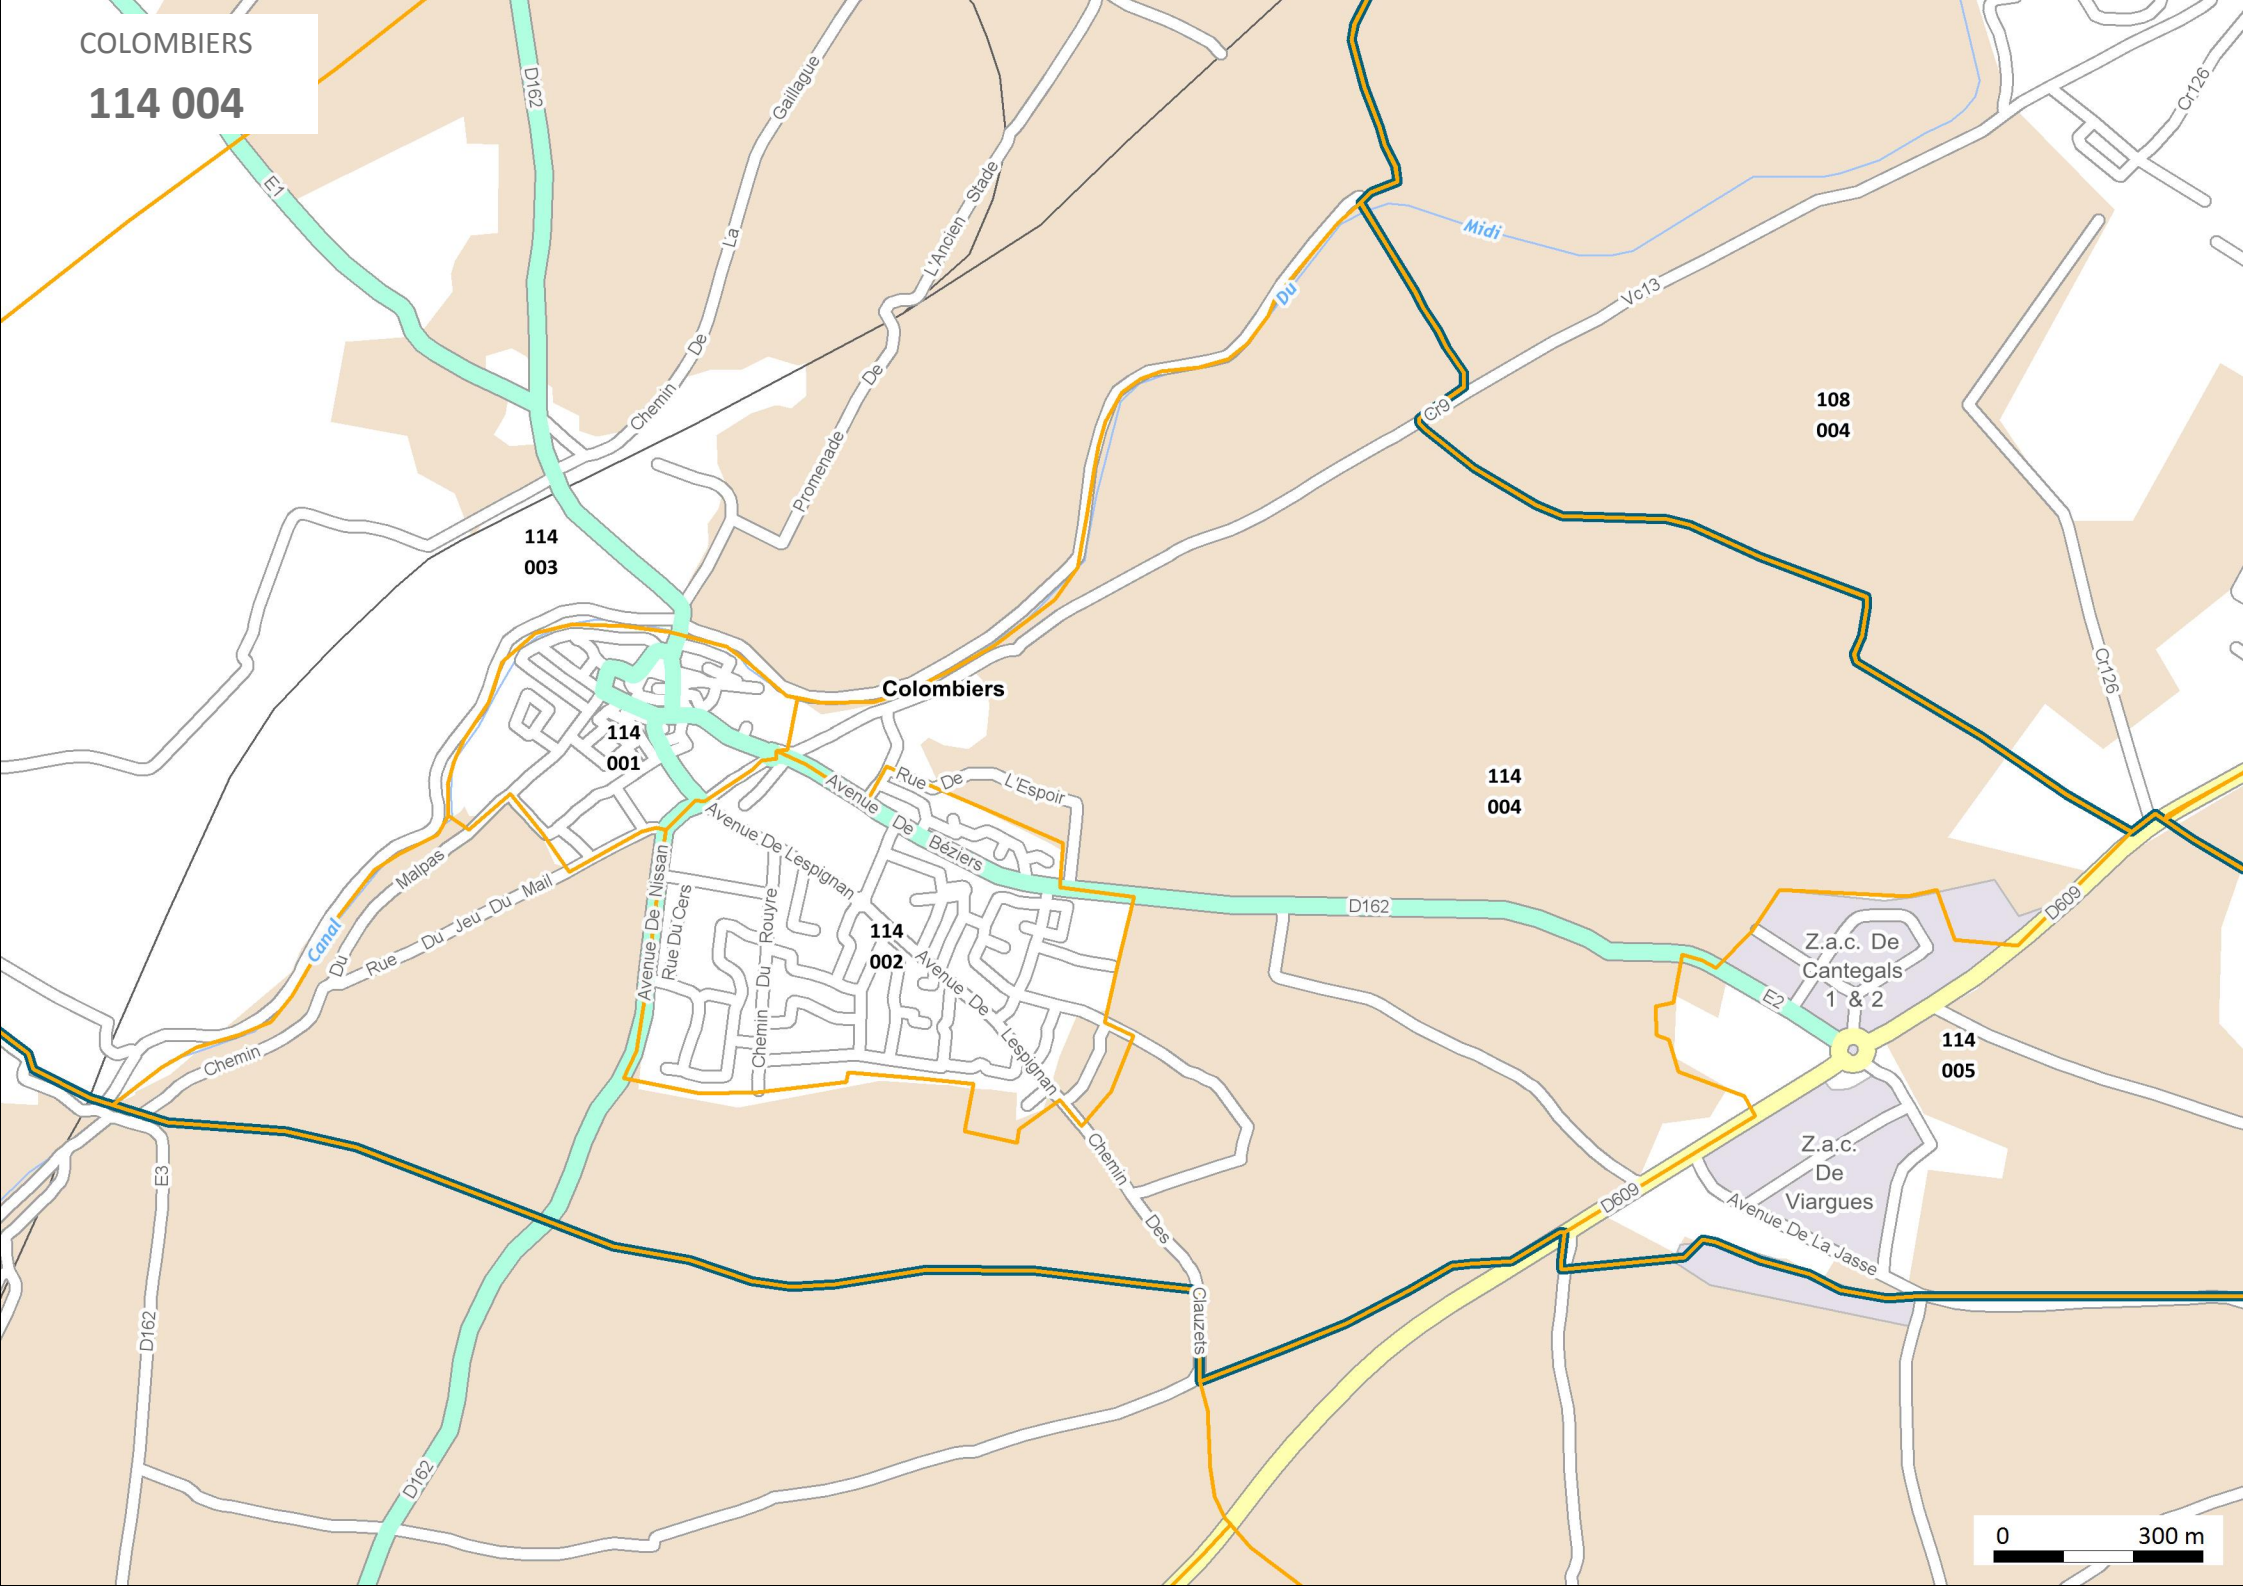 COLOMBIERS
114 004
D162
E1
Chemin De La Gaillague
Promenade De L'Ancien Stade
Cr126
Midi
Du
Vc13
Cr9
108
004
114
003
Cr126
Colombiers
114
001
Rue De L'Espoir
Avenue De Béziers
114
004
Avenue De Lespignan
Malpas
Du
Chemin
Rue Du Jeu Du Mail
Canal
Avenue De Nissan
Rue Du Cers
Chemin Du Rouyre
114
002
Avenue De Lespignan
D162
D609
Z.a.c. De
Cantegals
1 & 2
E2
114
005
Z.a.c.
De
Viargues
Avenue De La Jasse
D609
Chemin Des Clauzets
E3
D162
D162
0 300 m